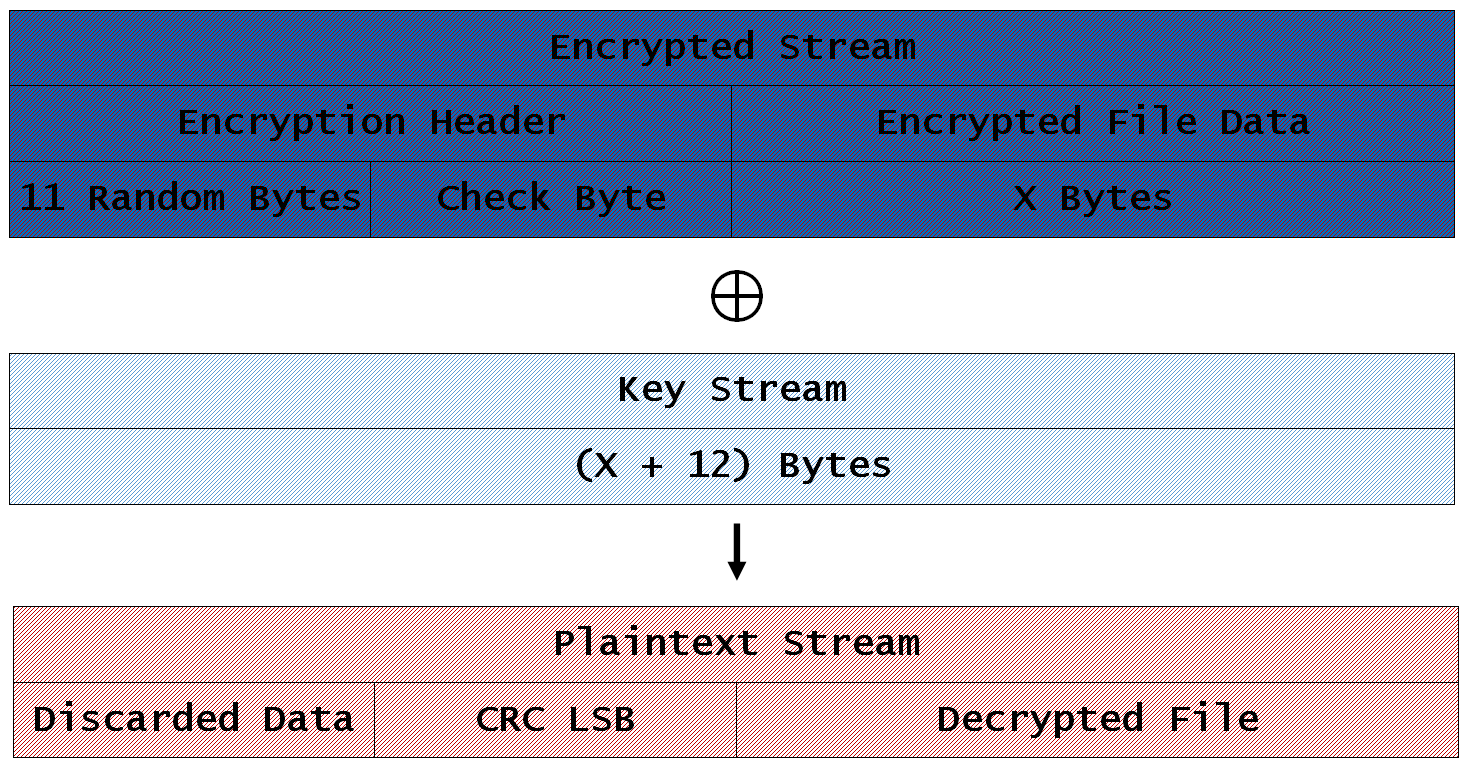 Encrypted Stream
Encryption Header Encrypted File Data
11 Random Bytes Check Byte X Bytes
Key Stream
(X + 12) Bytes
Plaintext Stream
Discarded Data CRC LSB Decrypted File